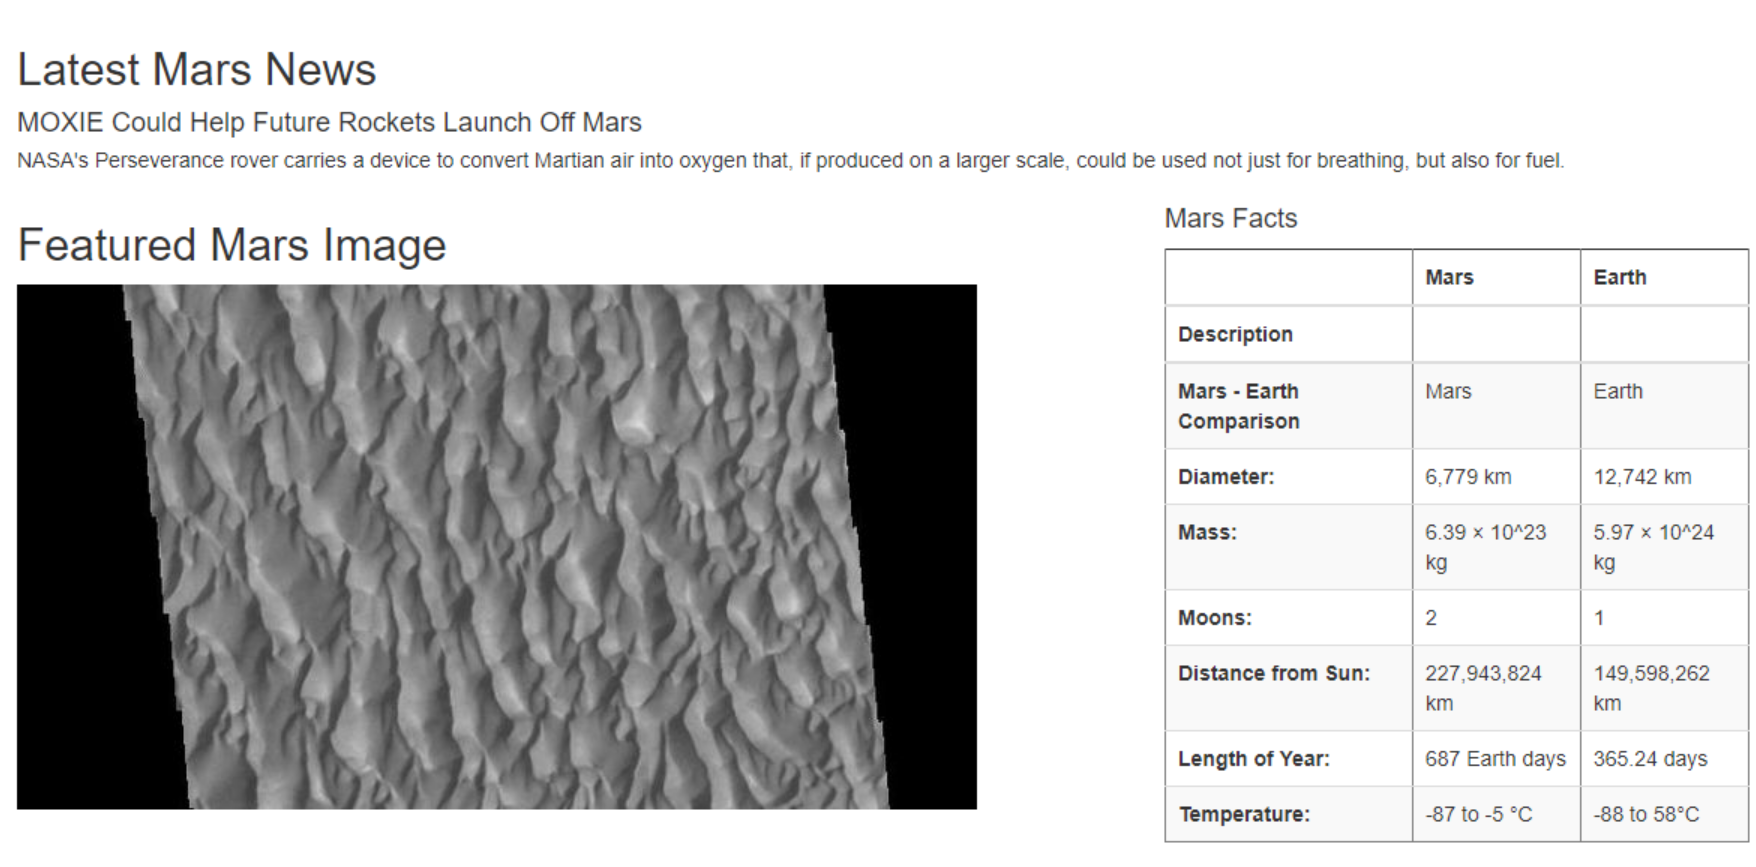 Latest Mars News
MOXIE Could Help Future Rockets Launch Off Mars
NASA's Perseverance rover carries a device to convert Martian air into oxygen that, if produced on a larger scale, could be used not just for breathing, but also for fuel.
Featured Mars Image
Mars Facts
Mars Earth
Description
Mars - Earth Comparison Mars Earth
Diameter: 6,779 km 12,742 km
Mass: 6.39 × 10^23 kg 5.97 × 10^24 kg
Moons: 2 1
Distance from Sun: 227,943,824 km 149,598,262 km
Length of Year: 687 Earth days 365.24 days
Temperature: -87 to -5 °C -88 to 58°C